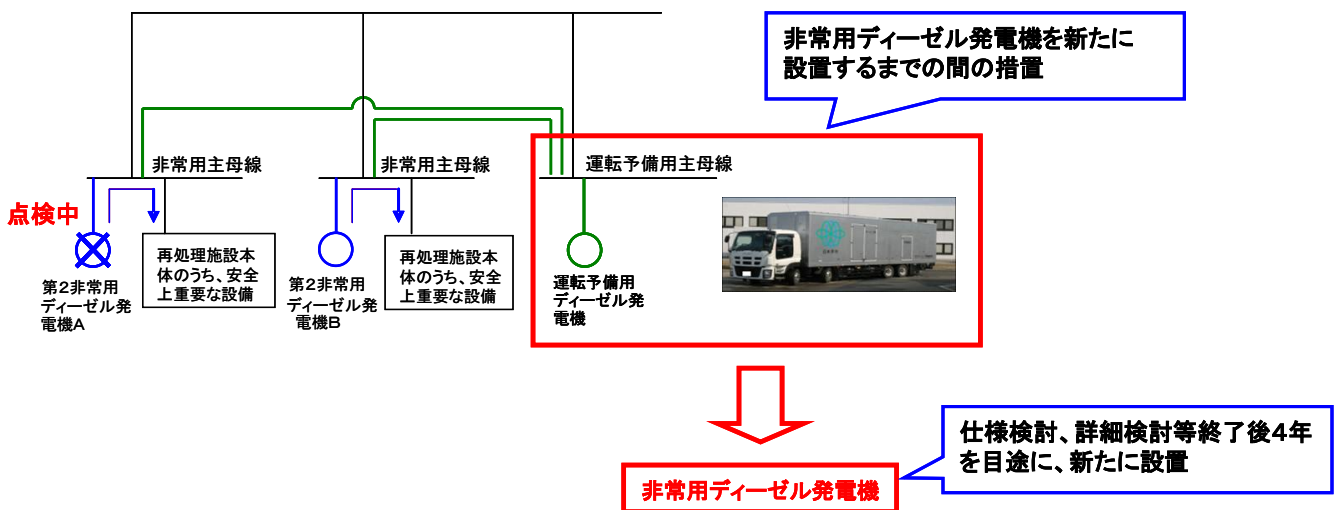 非常用ディーゼル発電機を新たに
設置するまでの間の措置
非常用主母線
非常用主母線
運転予備用主母線
点検中
再処理施設本
体のうち、安全
上重要な設備
再処理施設本
体のうち、安全
上重要な設備
第2非常用
ディーゼル発
電機A
第2非常用
ディーゼル発
電機B
運転予備用
ディーゼル発
電機
仕様検討、詳細検討等終了後4年
を目途に、新たに設置
非常用ディーゼル発電機